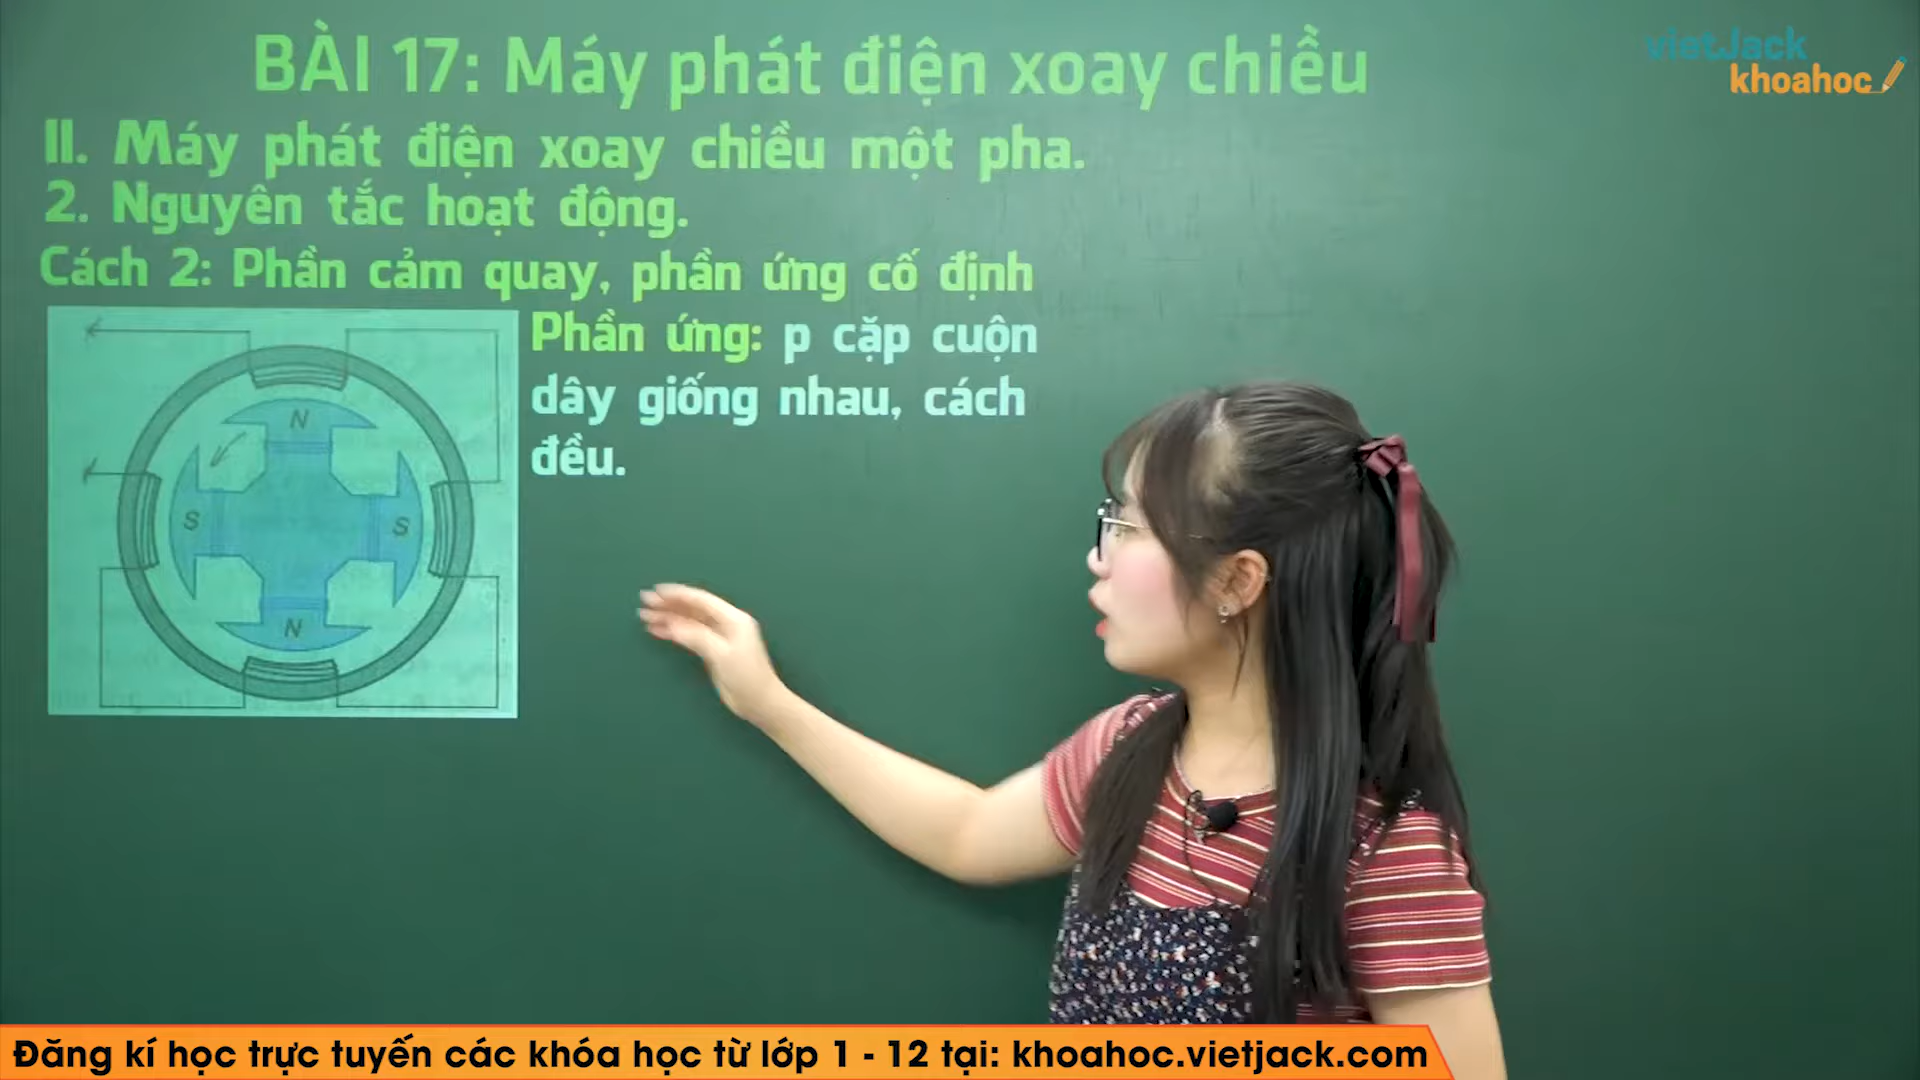 BÀI 17: Máy phát điện xoay chiều
vietJack
khoahoc
II. Máy phát điện xoay chiều một pha.
2. Nguyên tắc hoạt động.
Cách 2: Phần cảm quay, phần ứng cố định
Phần ứng: p cặp cuộn
dây giống nhau, cách
đều.
N
S
S
N
Đăng kí học trực tuyến các khóa học từ lớp 1 - 12 tại: khoahoc.vietjack.com